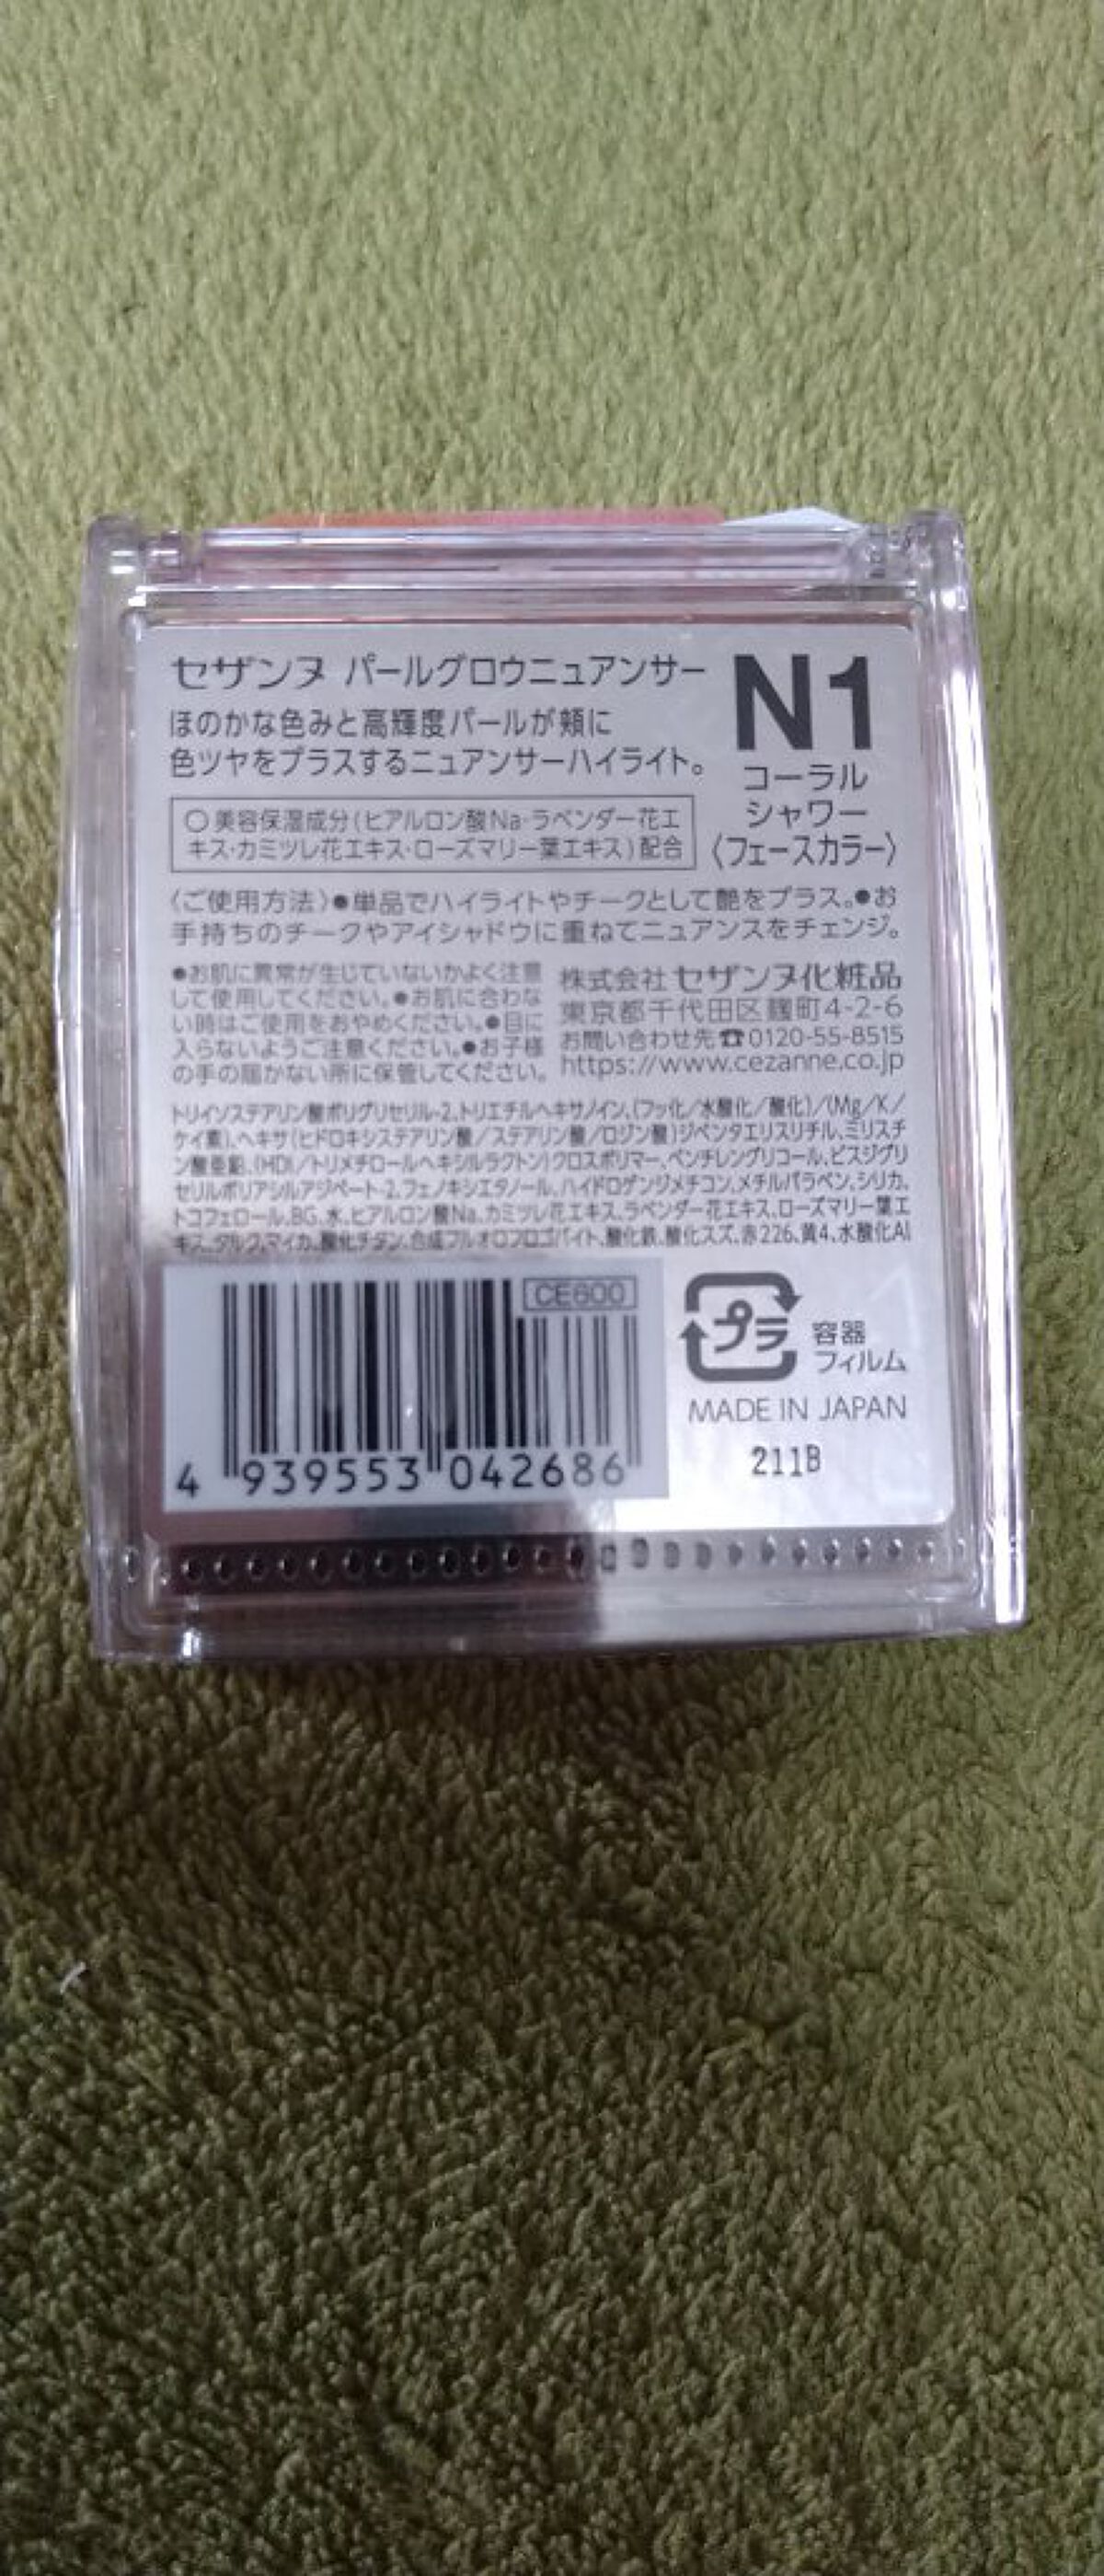 セザンヌ パールグロウニュアンサー
ほのかな色みと高輝度パールが頬に
色ツヤをプラスするニュアンサーハイライト。
N1
コーラル
シャワー
〈フェースカラー〉
○美容保湿成分(ヒアルロン酸Na・ラベンダー花エ
キス・カミツレ花エキス・ローズマリー葉エキス)配合
〈ご使用方法〉●単品でハイライトやチークとして艶をプラス。●お
手持ちのチークやアイシャドウに重ねてニュアンスをチェンジ。
●お肌に異常が生じていないかよく注意
して使用してください。●お肌に合わな
い時はご使用をおやめください。●目に
入らないようご注意ください。●お子様
の手の届かない所に保管してください。
株式会社 セザンヌ化粧品
東京都千代田区麹町4-2-6
お問い合わせ先☎0120-55-8515
https://www.cezanne.co.jp
トリイソステアリン酸ポリグリセリル-2、トリエチルヘキサノイン、(フッ化/水酸化/酸化)/(Mg/K/
ケイ素)、ヘキサ(ヒドロキシステアリン酸/ステアリン酸/ロジン酸)ジペンタエリスリチル、ミリスチ
ン酸亜鉛、(HDI/トリメチロールヘキシルラクトン)クロスポリマー、ペンチレングリコール、ビスジグリ
セリルポリアシルアジペート-2、フェノキシエタノール、ハイドロゲンジメチコン、メチルパラベン、シリカ、
トコフェロール、BG、水、ヒアルロン酸Na、カミツレ花エキス、ラベンダー花エキス、ローズマリー葉エ
キス、タルク、マイカ、酸化チタン、合成フルオロフロゴパイト、酸化鉄、酸化スズ、赤226、黄4、水酸化Al
CE600
4 939553 042686
プラ
容器
フィルム
MADE IN JAPAN
211B